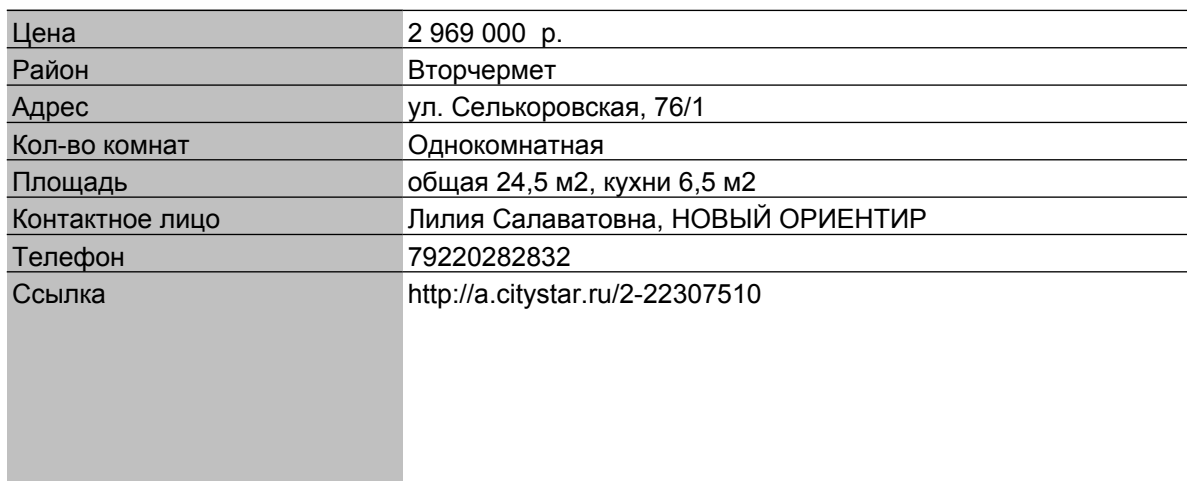 Цена 2 969 000 р.
Район Вторчермет
Адрес ул. Селькоровская, 76/1
Кол-во комнат Однокомнатная
Площадь общая 24,5 м2, кухни 6,5 м2
Контактное лицо Лилия Салаватовна, НОВЫЙ ОРИЕНТИР
Телефон 79220282832
Ссылка http://a.citystar.ru/2-22307510